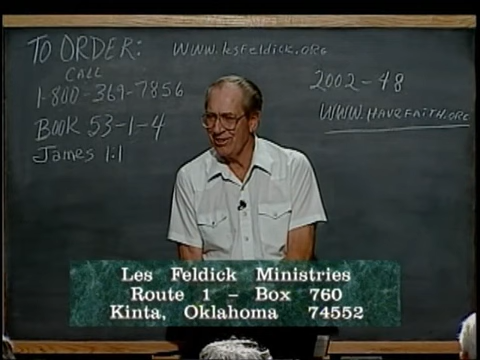 TO ORDER:
www.lesfeldick.org
CALL
1-800-369-7856
2002-48
www.HAVEFAITH.ORG
Book 53-1-4
James 1:1
Les Feldick Ministries
Route 1 – Box 760
Kinta, Oklahoma 74552